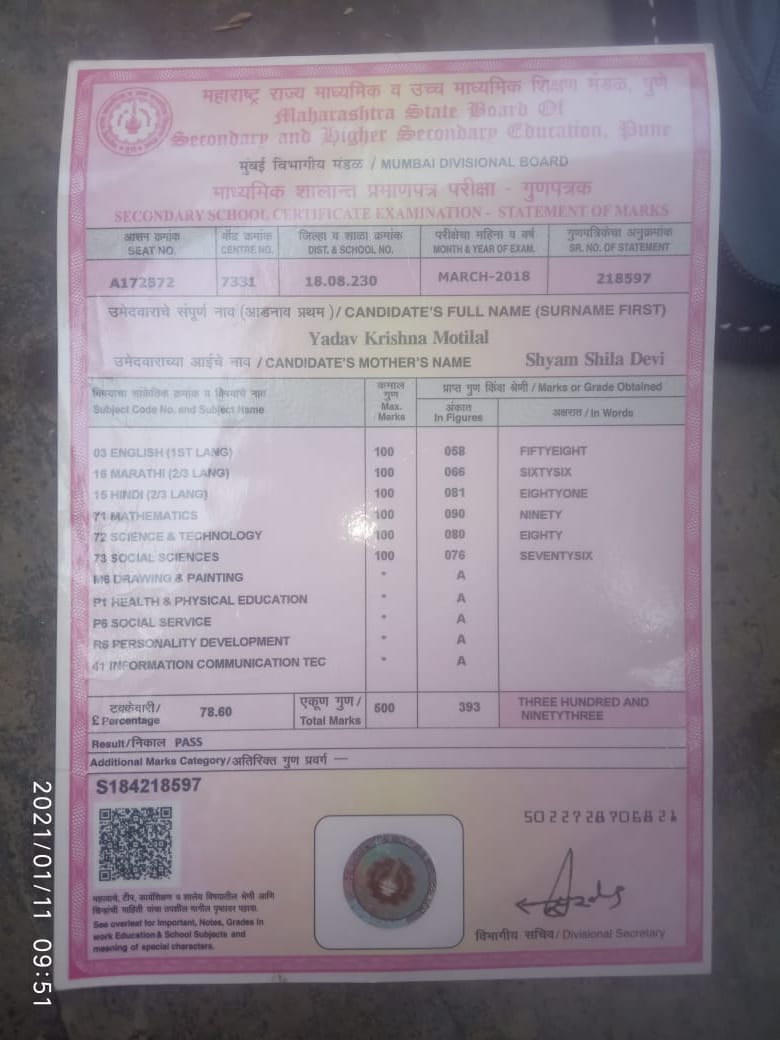 महाराष्ट्र राज्य माध्यमिक व उच्च माध्यमिक शिक्षण मंडळ, पुणे
Maharashtra State Board Of
Secondary and Higher Secondary Education, Pune
मुंबई विभागीय मंडळ / MUMBAI DIVISIONAL BOARD
माध्यमिक शालान्त प्रमाणपत्र परीक्षा - गुणपत्रक
SECONDARY SCHOOL CERTIFICATE EXAMINATION - STATEMENT OF MARKS
आसन क्रमांक केंद्र क्रमांक जिल्हा व शाळा क्रमांक परीक्षेचा महिना व वर्ष गुणपत्रिकेचा अनुक्रमांक
SEAT NO. CENTRE NO. DIST. & SCHOOL NO. MONTH & YEAR OF EXAM. SR. NO. OF STATEMENT
A172872 7331 18.08.230 MARCH-2018 218597
उमेदवाराचे संपूर्ण नाव (आडनाव प्रथम) / CANDIDATE'S FULL NAME (SURNAME FIRST)
Yadav Krishna Motilal
उमेदवाराच्या आईचे नाव / CANDIDATE'S MOTHER'S NAME Shyam Shila Devi
विषयाचा सांकेतिक क्रमांक व विषयाचे नाव
Subject Code No. and Subject Name
कमाल
गुण
Max.
Marks
प्राप्त गुण किंवा श्रेणी / Marks or Grade Obtained
अंकात
In Figures
अक्षरात / In Words
03 ENGLISH (1ST LANG) 100 058 FIFTYEIGHT
16 MARATHI (2/3 LANG) 100 066 SIXTYSIX
15 HINDI (2/3 LANG) 100 081 EIGHTYONE
71 MATHEMATICS 100 090 NINETY
72 SCIENCE & TECHNOLOGY 100 080 EIGHTY
73 SOCIAL SCIENCES 100 076 SEVENTYSIX
M6 DRAWING & PAINTING * A
P1 HEALTH & PHYSICAL EDUCATION * A
P6 SOCIAL SERVICE * A
R6 PERSONALITY DEVELOPMENT * A
41 INFORMATION COMMUNICATION TEC * A
टक्केवारी/
£ Percentage 78.60
एकूण गुण /
Total Marks 500 393 THREE HUNDRED AND
NINETYTHREE
Result/निकाल PASS
Additional Marks Category/अतिरिक्त गुण प्रवर्ग —
S184218597
5022728706821
महत्वाचे, टीप, कार्यशिक्षण व शालेय विषयातील श्रेणी आणि
चिन्हांची माहिती यांचा तपशील मागील पृष्ठावर पहावा.
See overleaf for Important, Notes, Grades in
work Education & School Subjects and
meaning of special characters.
विभागीय सचिव / Divisional Secretary
2021/01/11 09:51